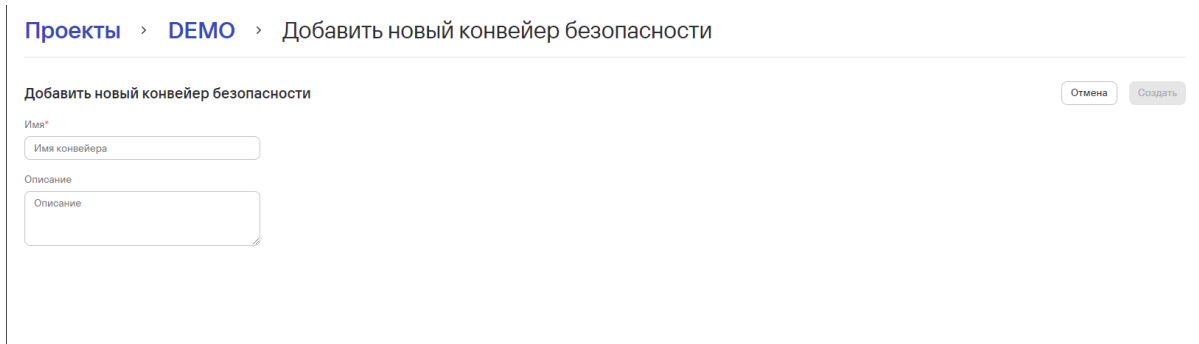 Проекты > DEMO > Добавить новый конвейер безопасности
Добавить новый конвейер безопасности
Отмена
Создать
Имя*
Имя конвейера
Описание
Описание